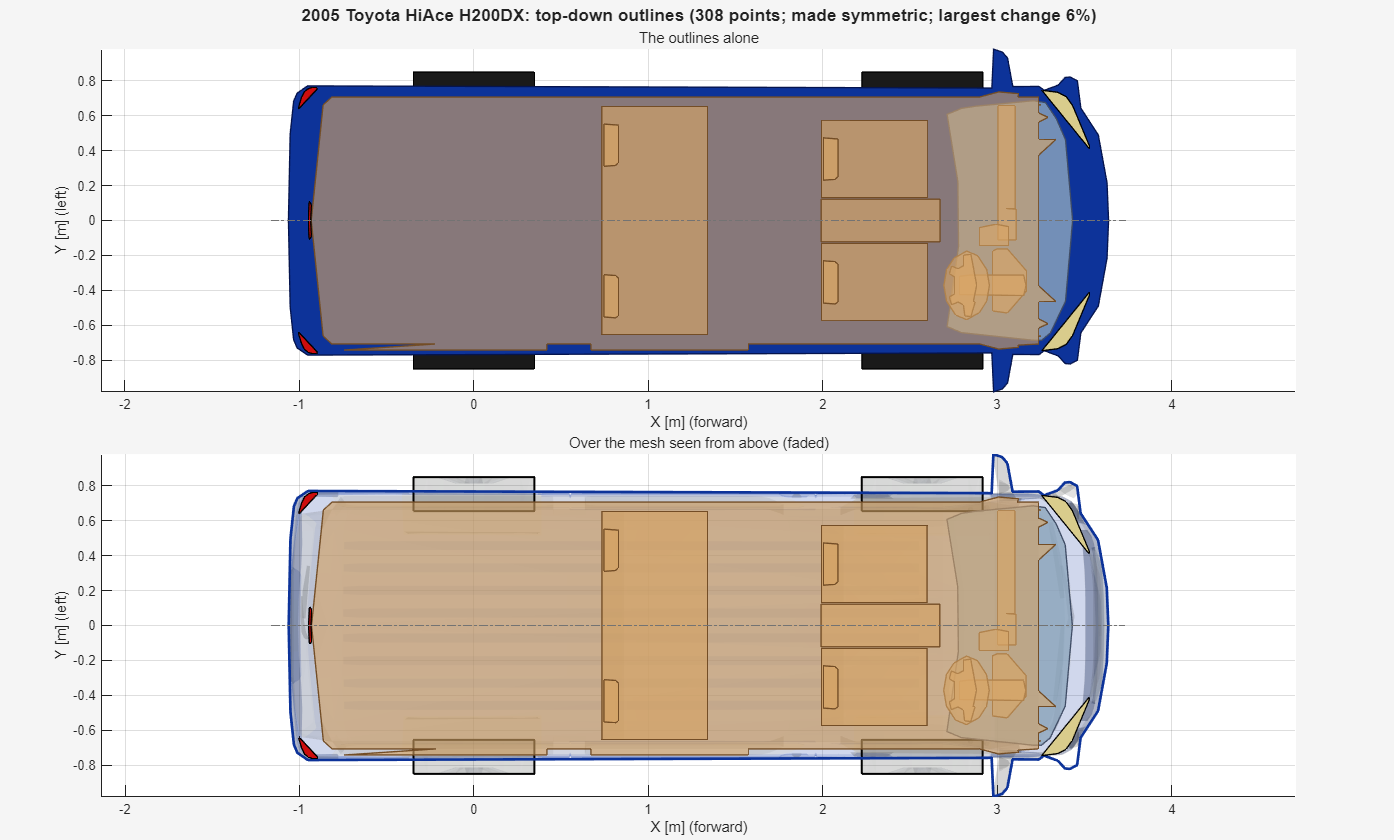 2005 Toyota HiAce H200DX: top-down outlines (308 points; made symmetric; largest change 6%)
The outlines alone
0.8
0.6
0.4
0.2
0
-0.2
-0.4
-0.6
-0.8
Y [m] (left)
-2 -1 0 1 2 3 4
X [m] (forward)
Over the mesh seen from above (faded)
0.8
0.6
0.4
0.2
0
-0.2
-0.4
-0.6
-0.8
Y [m] (left)
-2 -1 0 1 2 3 4
X [m] (forward)